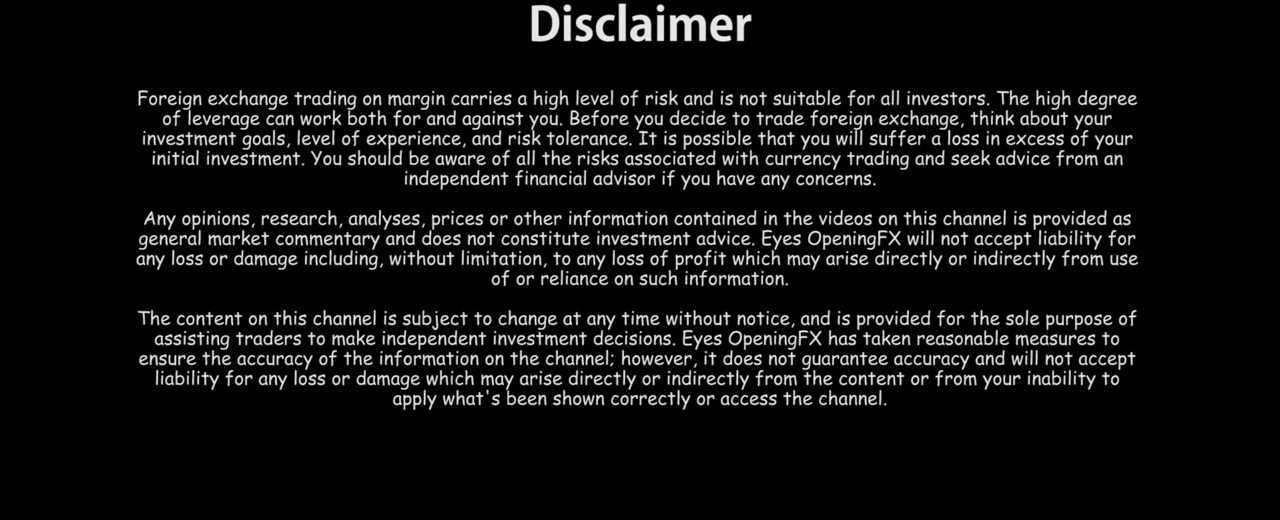 Disclaimer
Foreign exchange trading on margin carries a high level of risk and is not suitable for all investors. The high degree
of leverage can work both for and against you. Before you decide to trade foreign exchange, think about your
investment goals, level of experience, and risk tolerance. It is possible that you will suffer a loss in excess of your
initial investment. You should be aware of all the risks associated with currency trading and seek advice from an
independent financial advisor if you have any concerns.
Any opinions, research, analyses, prices or other information contained in the videos on this channel is provided as
general market commentary and does not constitute investment advice. Eyes OpeningFX will not accept liability for
any loss or damage including, without limitation, to any loss of profit which may arise directly or indirectly from use
of or reliance on such information.
The content on this channel is subject to change at any time without notice, and is provided for the sole purpose of
assisting traders to make independent investment decisions. Eyes OpeningFX has taken reasonable measures to
ensure the accuracy of the information on the channel; however, it does not guarantee accuracy and will not accept
liability for any loss or damage which may arise directly or indirectly from the content or from your inability to
apply what's been shown correctly or access the channel.